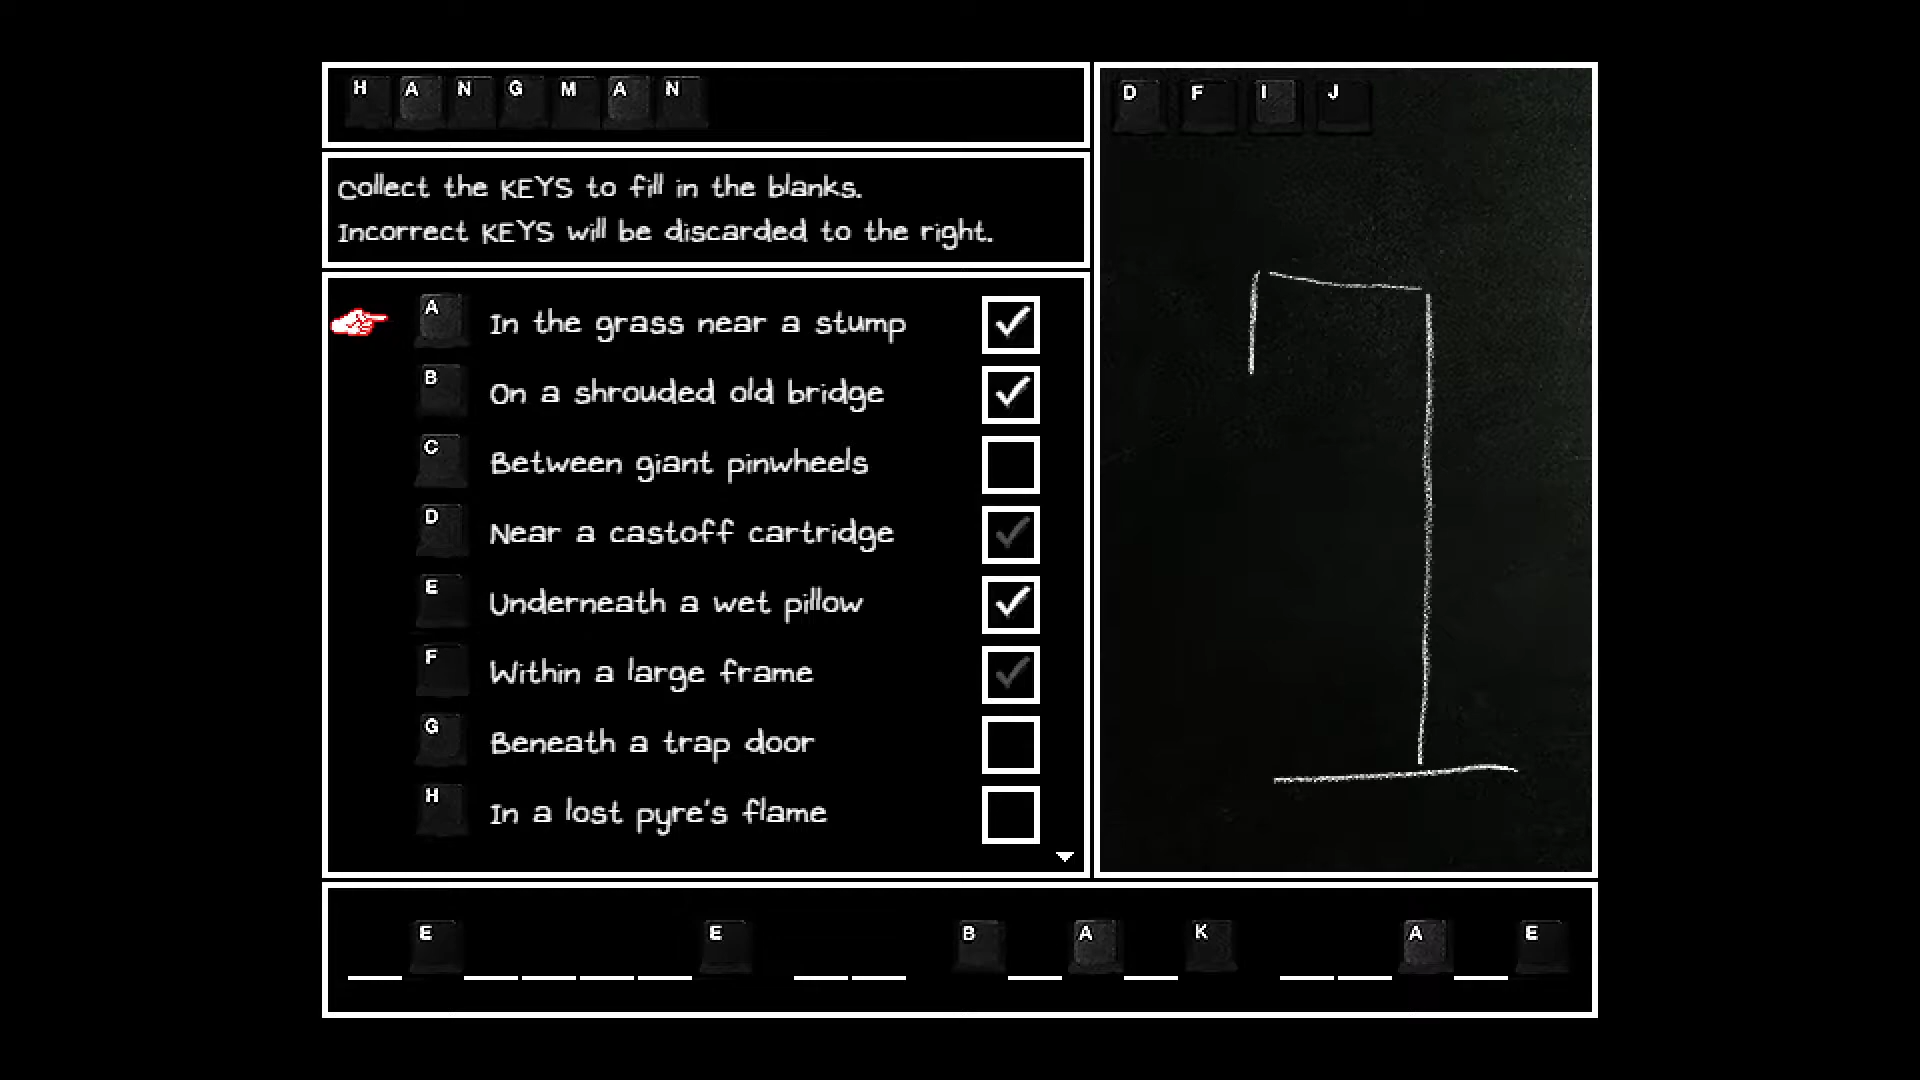 H A N G M A N
D F I J
Collect the KEYS to fill in the blanks.
Incorrect KEYS will be discarded to the right.
A In the grass near a stump
B On a shrouded old bridge
C Between giant pinwheels
D Near a castoff cartridge
E Underneath a wet pillow
F Within a large frame
G Beneath a trap door
H In a lost pyre's flame
_ E _ _ _ _ E _ _ B _ A _ K _ _ A _ E